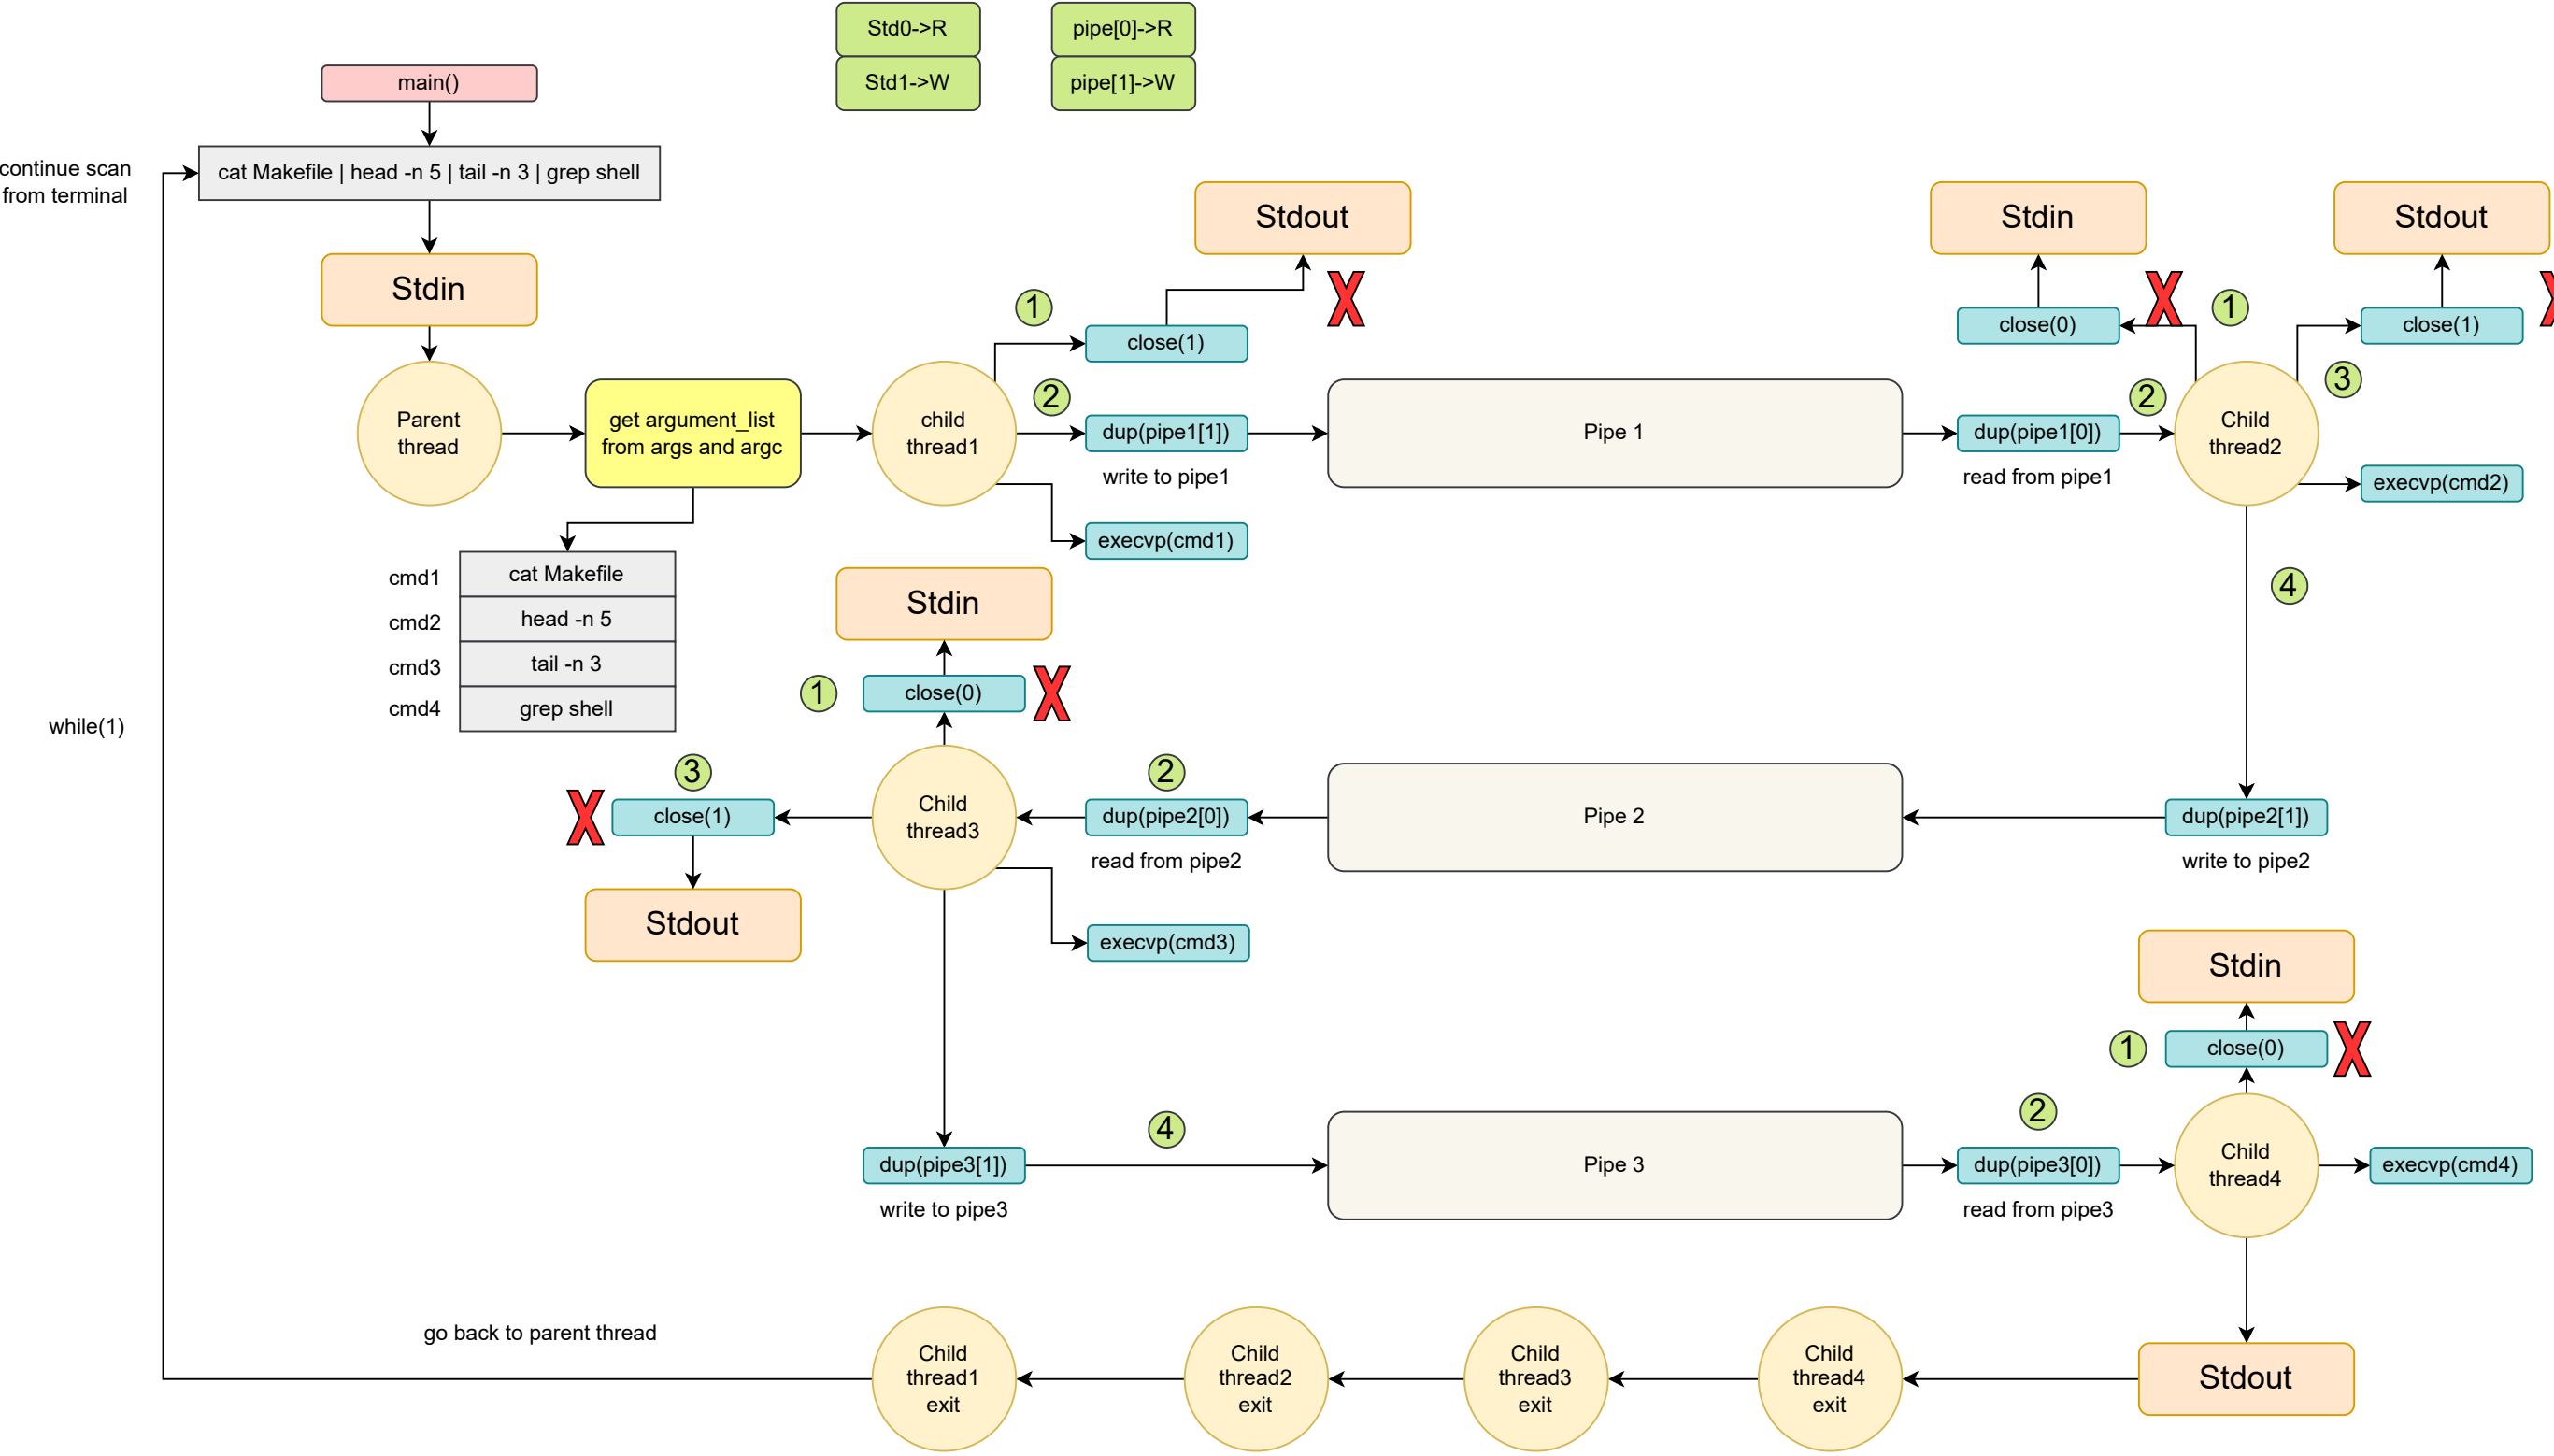 Std0->R
pipe[0]->R
Std1->W
pipe[1]->W
main()
continue scan
from terminal
cat Makefile | head -n 5 | tail -n 3 | grep shell
Stdin
Parent
thread
get argument_list
from args and argc
cmd1
cat Makefile
cmd2
head -n 5
cmd3
tail -n 3
cmd4
grep shell
child
thread1
1
close(1)
Stdout
X
2
dup(pipe1[1])
write to pipe1
execvp(cmd1)
Pipe 1
dup(pipe1[0])
read from pipe1
2
Stdin
close(0)
X
1
Child
thread2
Stdout
close(1)
3
execvp(cmd2)
4
dup(pipe2[1])
write to pipe2
Pipe 2
2
dup(pipe2[0])
read from pipe2
Stdin
1
close(0)
X
Child
thread3
3
X
close(1)
Stdout
execvp(cmd3)
dup(pipe3[1])
write to pipe3
4
Pipe 3
2
dup(pipe3[0])
read from pipe3
Stdin
1
close(0)
X
Child
thread4
execvp(cmd4)
Stdout
Child
thread4
exit
Child
thread3
exit
Child
thread2
exit
Child
thread1
exit
go back to parent thread
while(1)